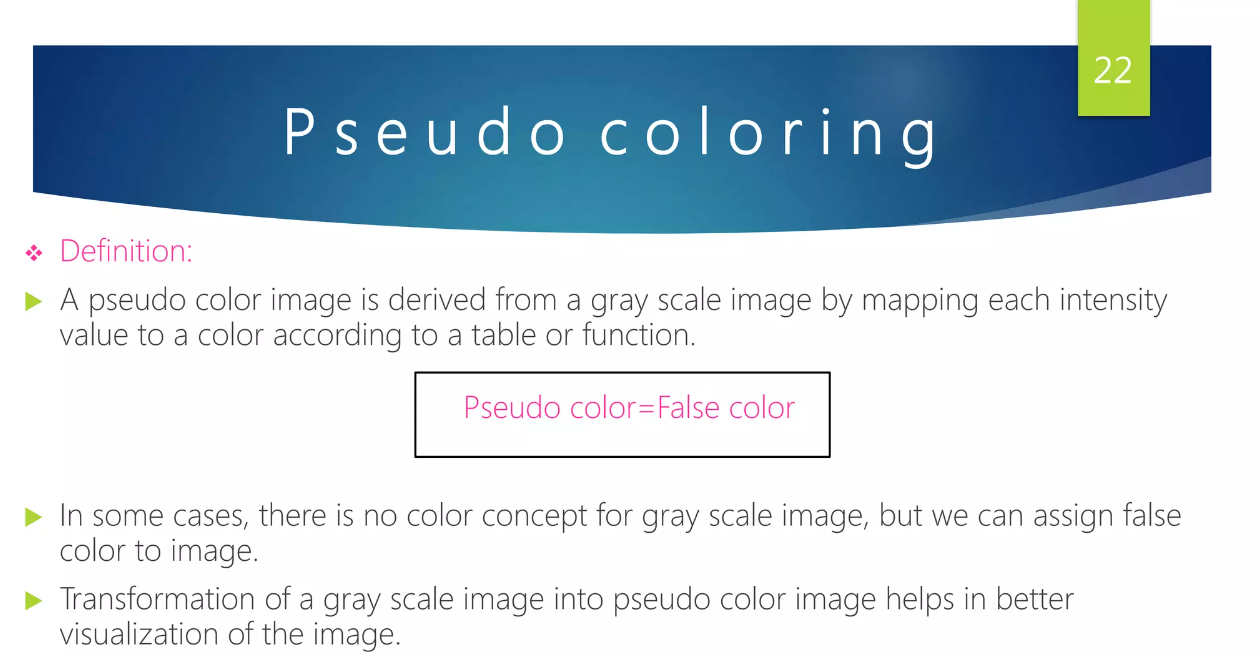 22
Pseudo coloring
Definition:
A pseudo color image is derived from a gray scale image by mapping each intensity
value to a color according to a table or function.
Pseudo color=False color
In some cases, there is no color concept for gray scale image, but we can assign false
color to image.
Transformation of a gray scale image into pseudo color image helps in better
visualization of the image.